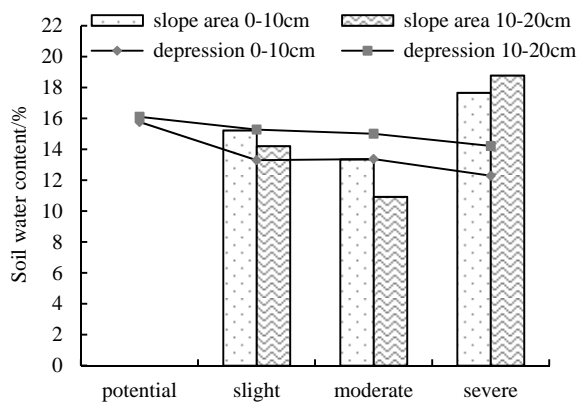 slope area 0-10cm
slope area 10-20cm
depression 0-10cm
depression 10-20cm
Soil water content/%
22
20
18
16
14
12
10
8
6
4
2
0
potential
slight
moderate
severe